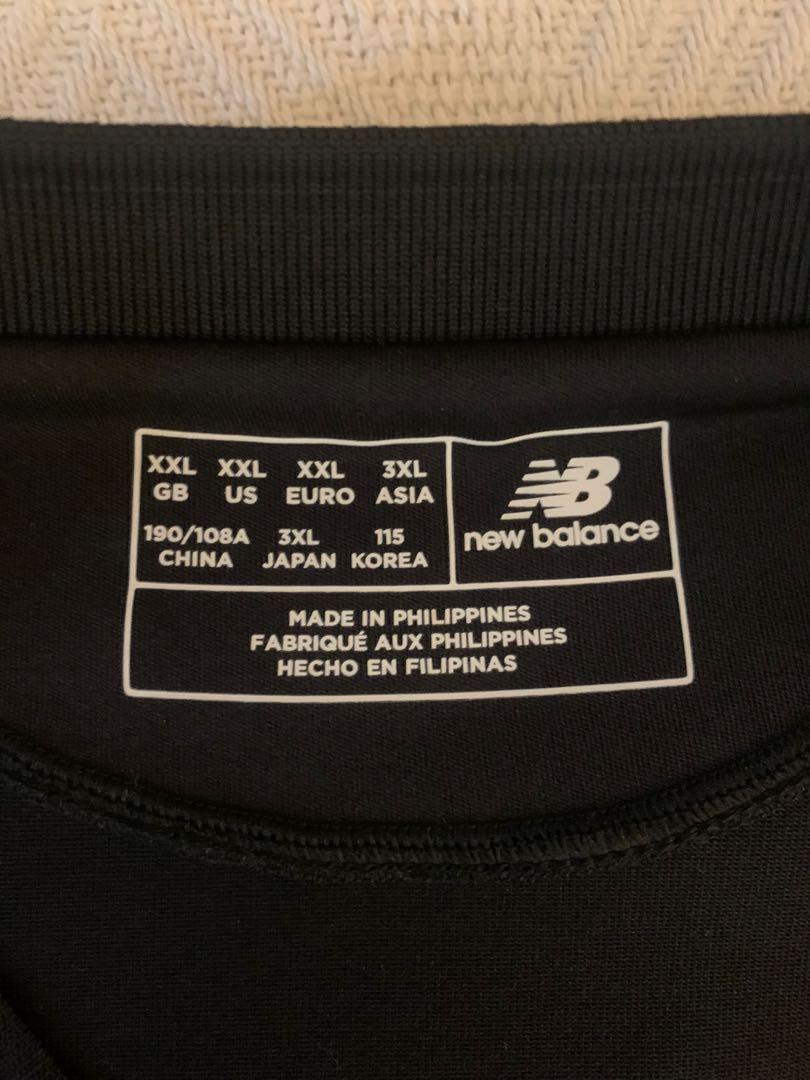 XXL XXL XXL 3XL
GB US EURO ASIA
190/108A 3XL 115
CHINA JAPAN KOREA
NB
new balance
MADE IN PHILIPPINES
FABRIQUÉ AUX PHILIPPINES
HECHO EN FILIPINAS